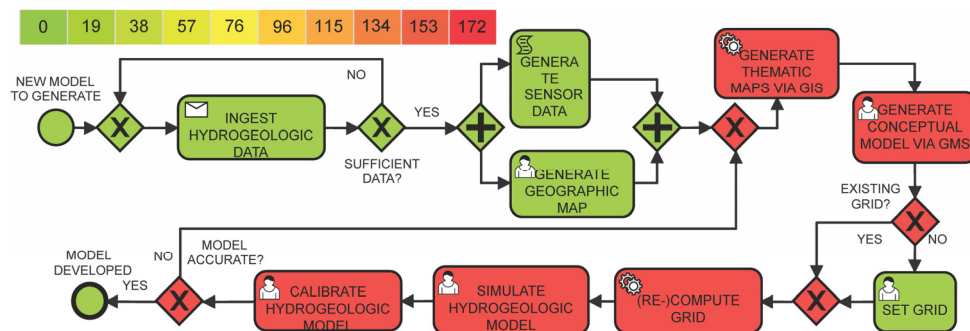 0 19 38 57 76 96 115 134 153 172
NEW MODEL
TO GENERATE
NO
INGEST
HYDROGEOLOGIC
DATA
SUFFICIENT
DATA?
YES
GENERA
TE
SENSOR
DATA
GENERATE
GEOGRAPHIC
MAP
GENERATE
THEMATIC
MAPS VIA GIS
GENERATE
CONCEPTUAL
MODEL VIA GMS
EXISTING
GRID?
YES
NO
SET GRID
(RE-)COMPUTE
GRID
SIMULATE
HYDROGEOLOGIC
MODEL
CALIBRATE
HYDROGEOLOGIC
MODEL
MODEL
ACCURATE?
NO
YES
MODEL
DEVELOPED